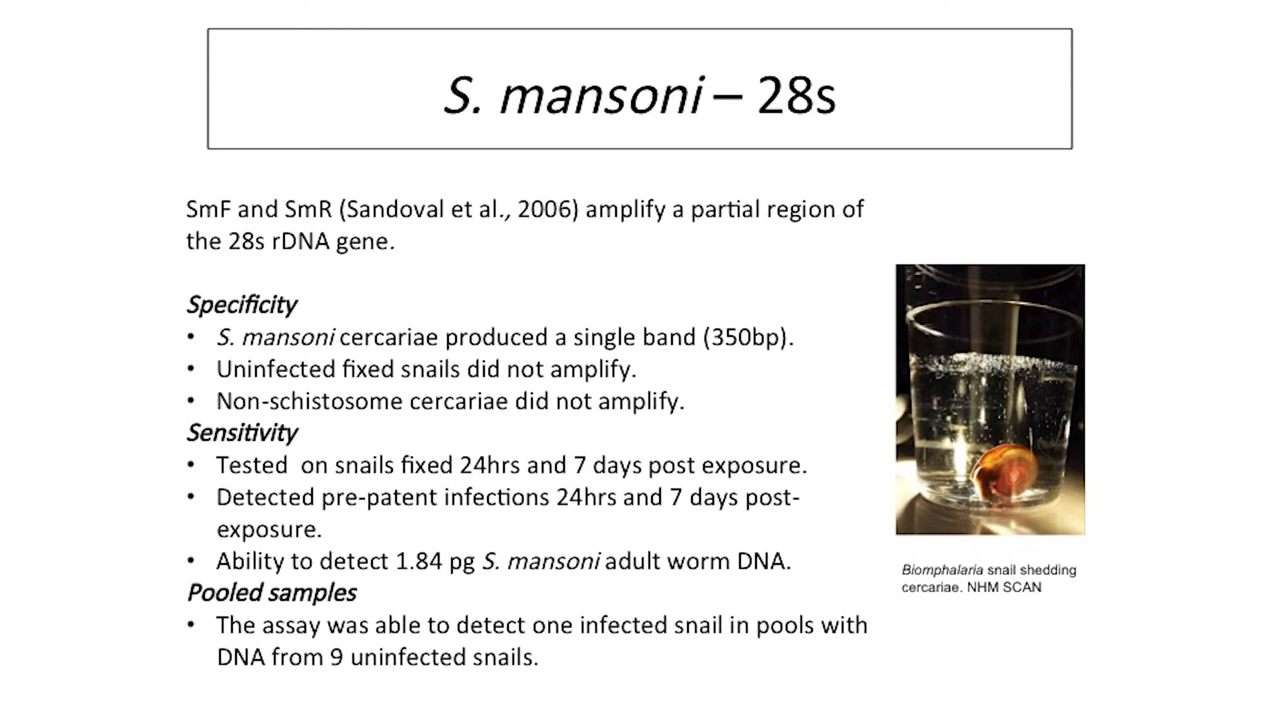 S. mansoni – 28s
SmF and SmR (Sandoval et al., 2006) amplify a partial region of
the 28s rDNA gene.
Specificity
• S. mansoni cercariae produced a single band (350bp).
• Uninfected fixed snails did not amplify.
• Non-schistosome cercariae did not amplify.
Sensitivity
• Tested  on snails fixed 24hrs and 7 days post exposure.
• Detected pre-patent infections 24hrs and 7 days post-
exposure.
• Ability to detect 1.84 pg S. mansoni adult worm DNA.
Pooled samples
• The assay was able to detect one infected snail in pools with
DNA from 9 uninfected snails.
Biomphalaria snail shedding
cercariae. NHM SCAN